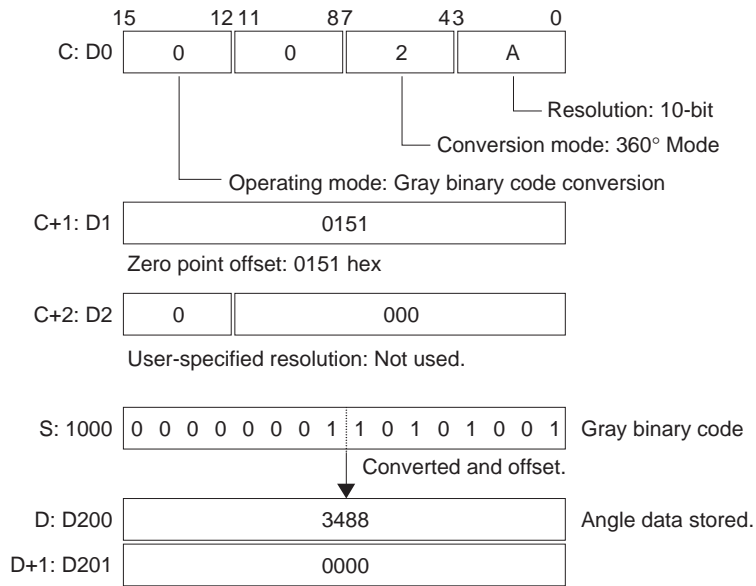 15 12 11 8 7 4 3 0
C: D0 0 0 2 A
Resolution: 10-bit
Conversion mode: 360° Mode
Operating mode: Gray binary code conversion
C+1: D1 0151
Zero point offset: 0151 hex
C+2: D2 0 000
User-specified resolution: Not used.
S: 1000 0 0 0 0 0 0 0 1 1 0 1 0 1 0 0 1 Gray binary code
Converted and offset.
D: D200 3488 Angle data stored.
D+1: D201 0000